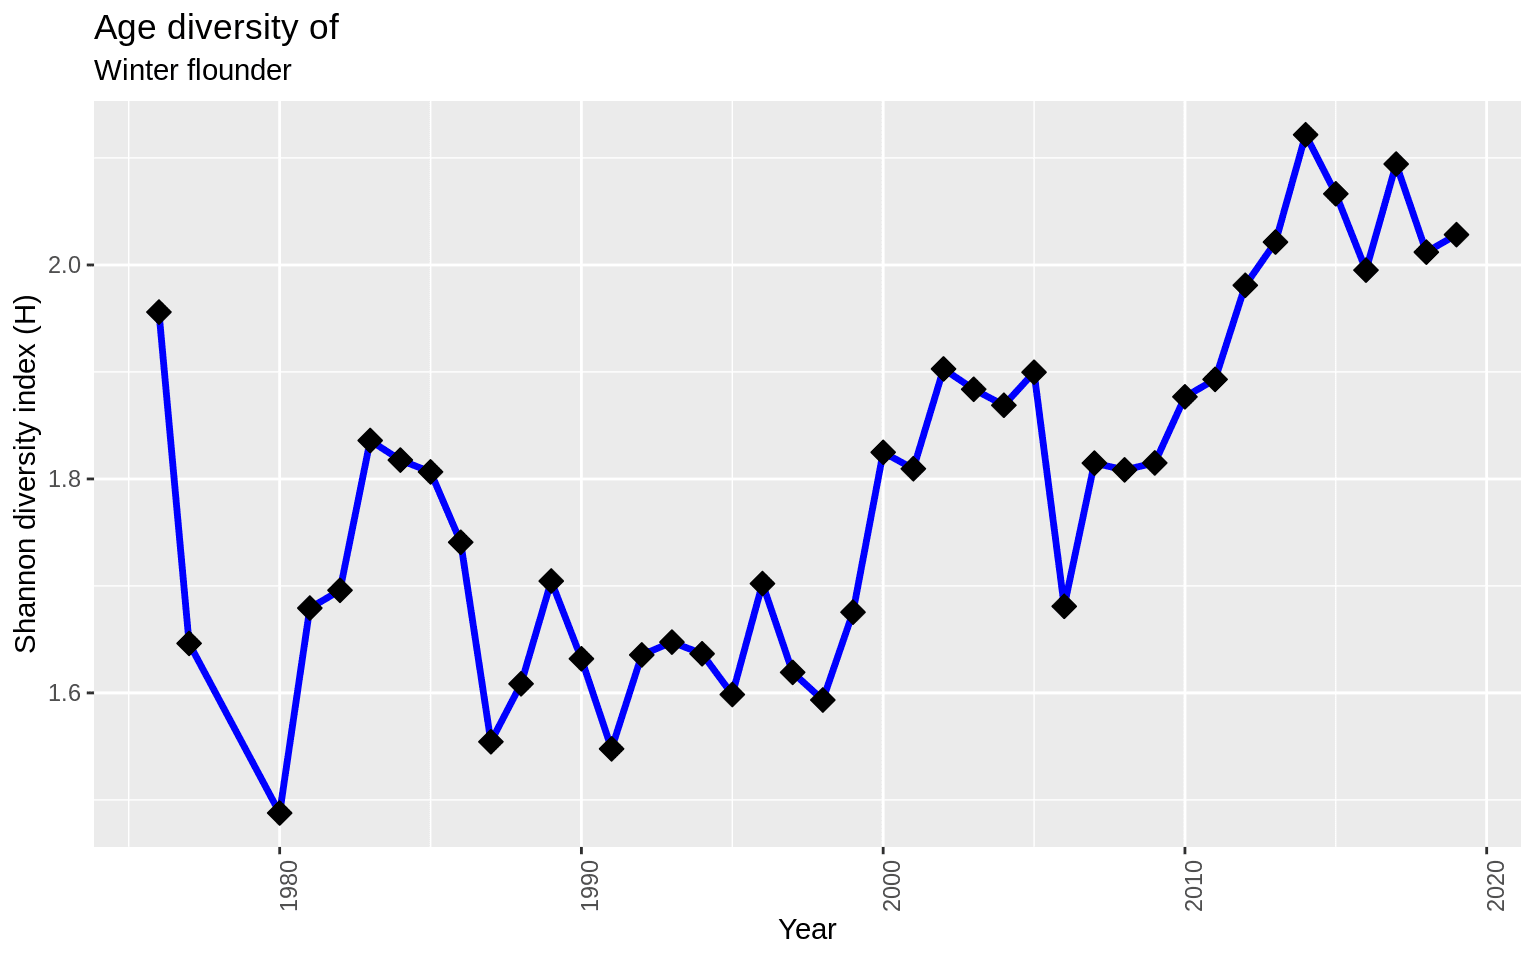 Age diversity of
Winter flounder
Shannon diversity index (H)
2.0
1.8
1.6
1980
1990
2000
2010
2020
Year